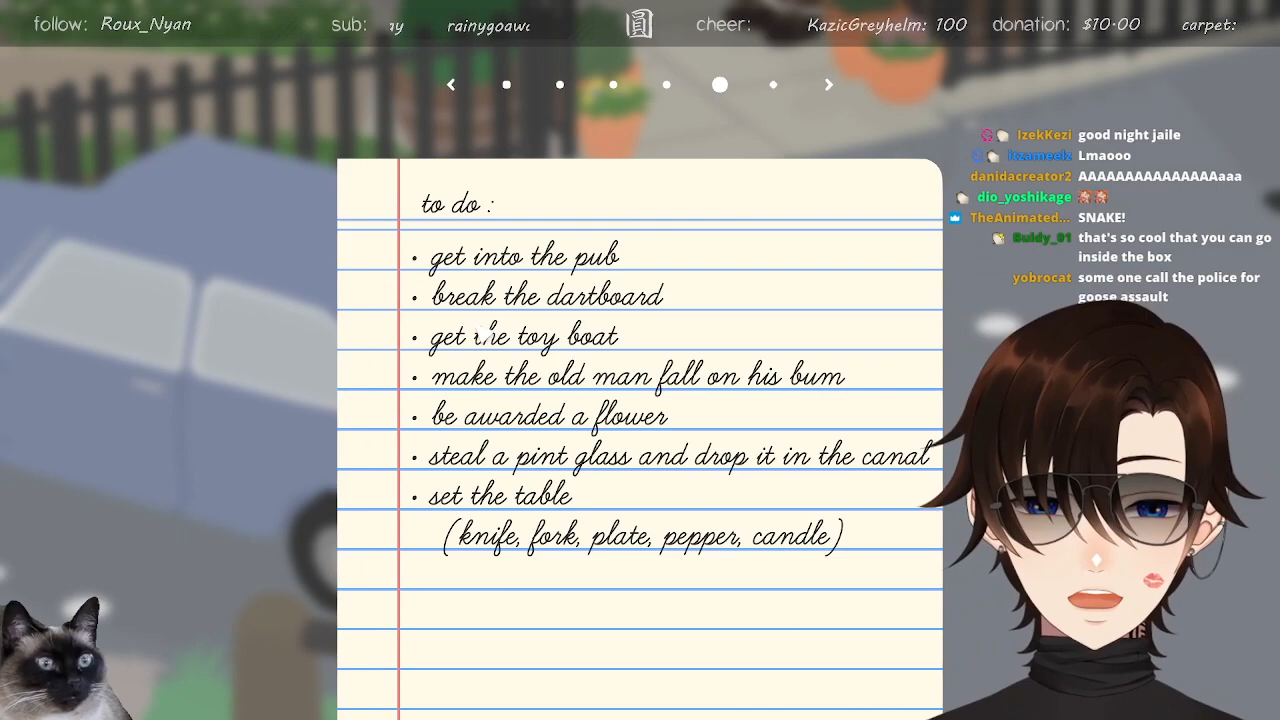 follow: Roux_Nyan sub: ay rainygoawc 圓 cheer: KazicGreyhelm: 100 donation: $10.00 carpet:
IzekKezi good night jaile
itzameelz Lmaooo
danidacreator2 AAAAAAAAAAAAAAAaaa
dio_yoshikage
TheAnimated... SNAKE!
Buldy_01 that's so cool that you can go
inside the box
yobrocat some one call the police for
goose assault
to do :
• get into the pub
• break the dartboard
• get the toy boat
• make the old man fall on his bum
• be awarded a flower
• steal a pint glass and drop it in the canal
• set the table
(knife, fork, plate, pepper, candle)